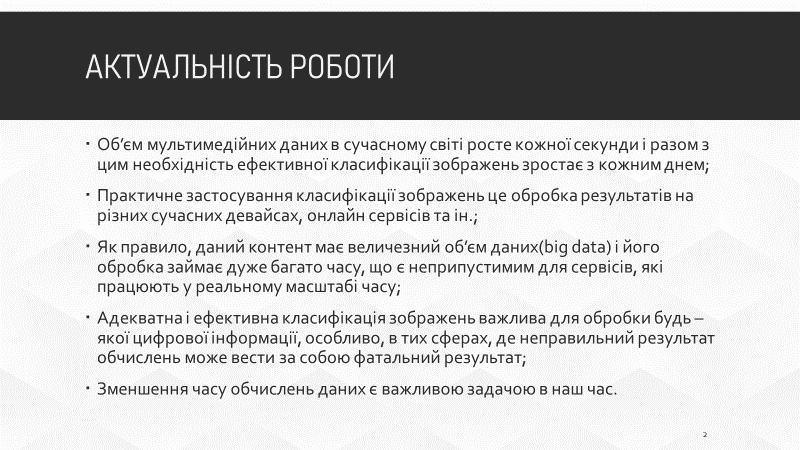 АКТУАЛЬНІСТЬ РОБОТИ
▪ Об’єм мультимедійних даних в сучасному світі росте кожної секунди і разом з
цим необхідність ефективної класифікації зображень зростає з кожним днем;
▪ Практичне застосування класифікації зображень це обробка результатів на
різних сучасних девайсах, онлайн сервісів та ін.;
▪ Як правило, даний контент має величезний об’єм даних(big data) і його
обробка займає дуже багато часу, що є неприпустимим для сервісів, які
працюють у реальному масштабі часу;
▪ Адекватна і ефективна класифікація зображень важлива для обробки будь –
якої цифрової інформації, особливо, в тих сферах, де неправильний результат
обчислень може вести за собою фатальний результат;
▪ Зменшення часу обчислень даних є важливою задачою в наш час.
2